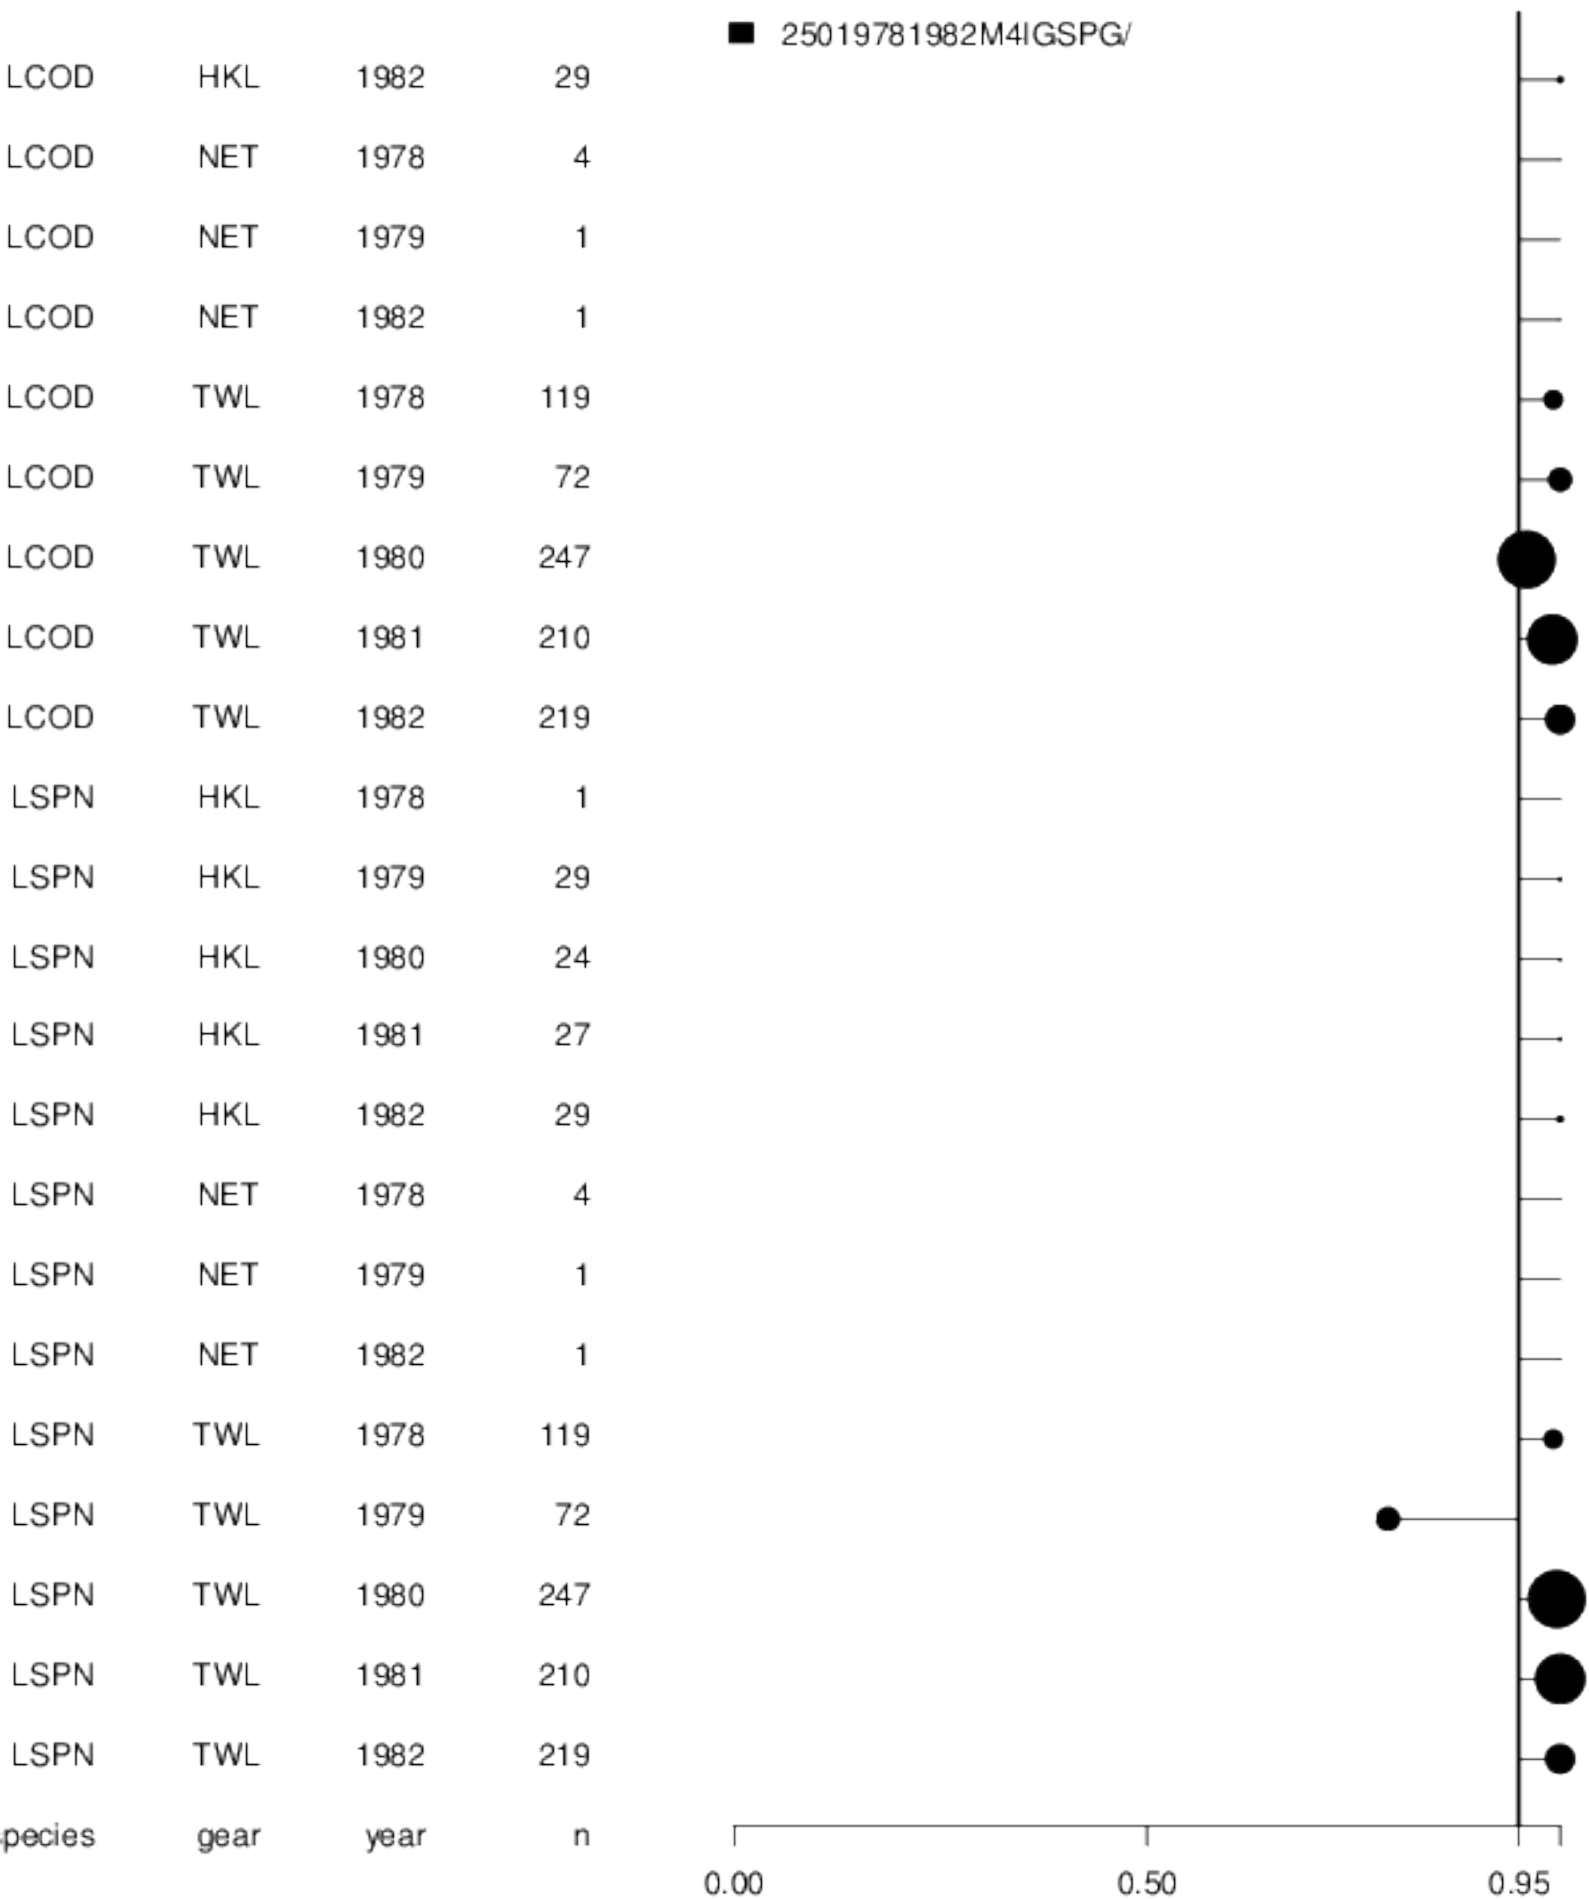 25019781982M4IGSPG/
LCOD HKL 1982 29
LCOD NET 1978 4
LCOD NET 1979 1
LCOD NET 1982 1
LCOD TWL 1978 119
LCOD TWL 1979 72
LCOD TWL 1980 247
LCOD TWL 1981 210
LCOD TWL 1982 219
LSPN HKL 1978 1
LSPN HKL 1979 29
LSPN HKL 1980 24
LSPN HKL 1981 27
LSPN HKL 1982 29
LSPN NET 1978 4
LSPN NET 1979 1
LSPN NET 1982 1
LSPN TWL 1978 119
LSPN TWL 1979 72
LSPN TWL 1980 247
LSPN TWL 1981 210
LSPN TWL 1982 219
pecies gear year n
0.00 0.50 0.95